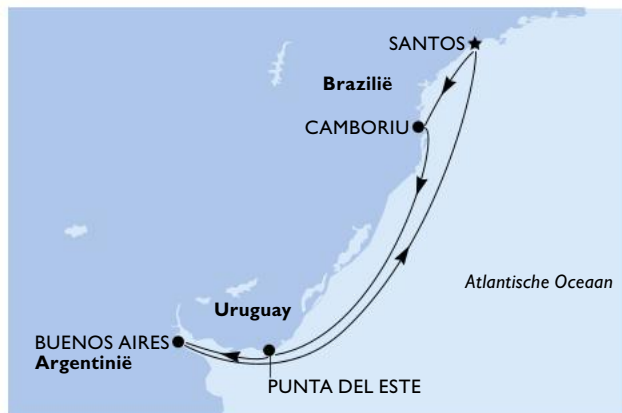 SANTOS
Brazilië
CAMBORIU
Atlantische Oceaan
Uruguay
BUENOS AIRES
Argentinië
PUNTA DEL ESTE